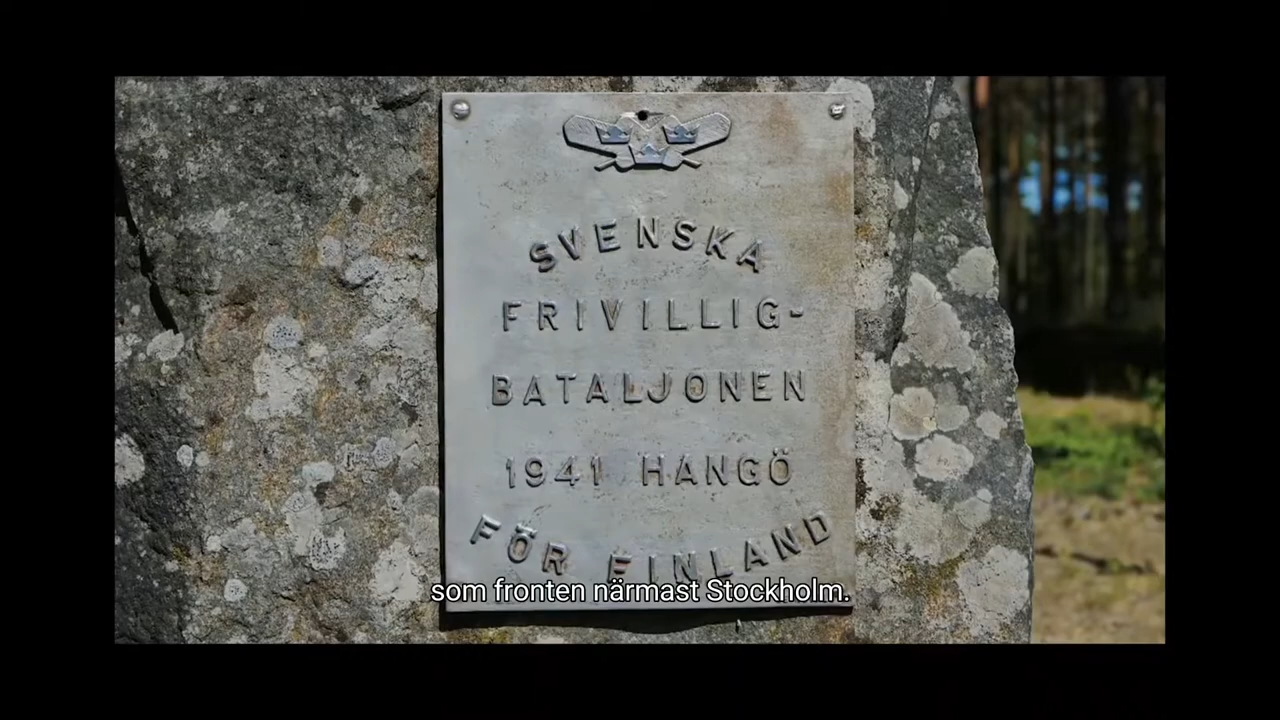 SVENSKA
FRIVILLIG-
BATALJONEN
1941 HANGÖ
FÖR FINLAND
som fronten närmast Stockholm.